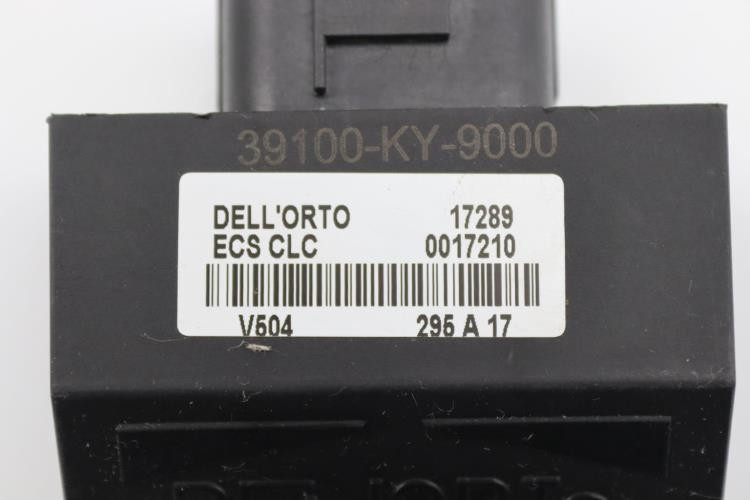 39100-KY-9000
DELL'ORTO 17289
ECS CLC 0017210
V504 295 A 17